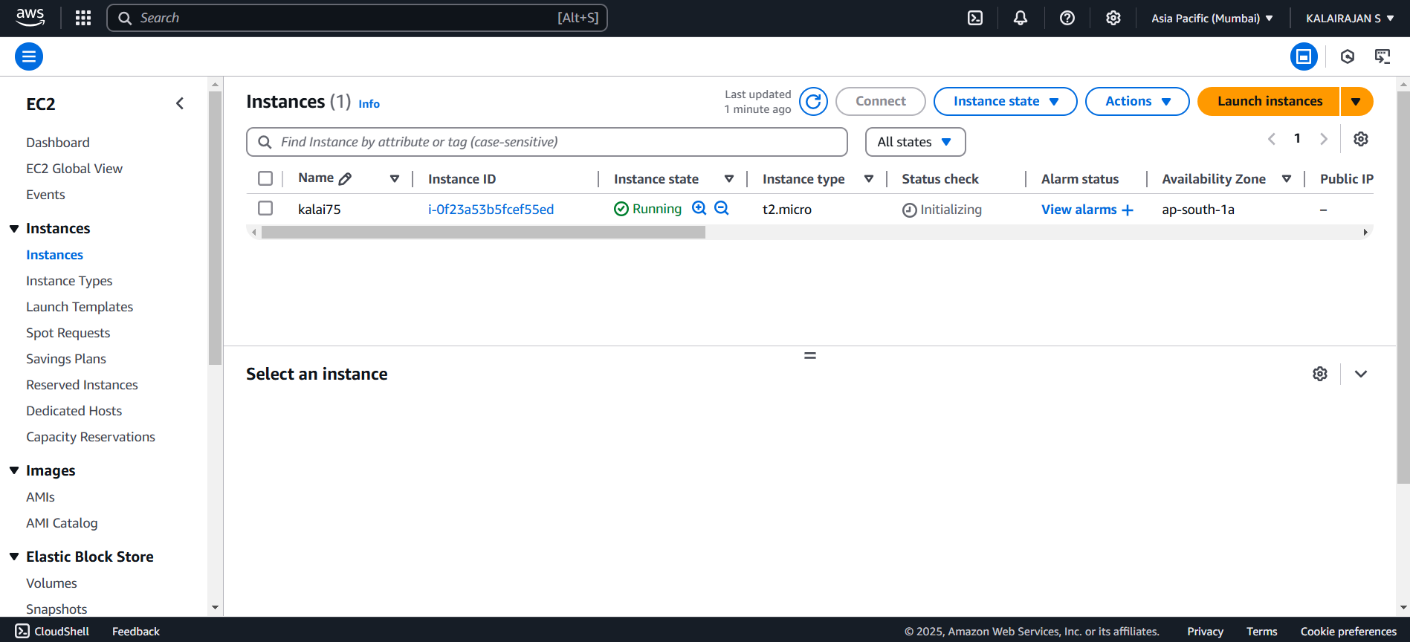 aws
Search [Alt+S]
Asia Pacific (Mumbai)
KALAIRAJAN S
EC2
Dashboard
EC2 Global View
Events
Instances
Instances
Instance Types
Launch Templates
Spot Requests
Savings Plans
Reserved Instances
Dedicated Hosts
Capacity Reservations
Images
AMIs
AMI Catalog
Elastic Block Store
Volumes
Snapshots
Instances (1) Info
Last updated
1 minute ago
Connect
Instance state
Actions
Launch instances
Find Instance by attribute or tag (case-sensitive)
All states
1
Name Instance ID Instance state Instance type Status check Alarm status Availability Zone Public IP
kalai75 i-0f23a53b5fcef55ed Running t2.micro Initializing View alarms + ap-south-1a –
Select an instance
CloudShell Feedback © 2025, Amazon Web Services, Inc. or its affiliates. Privacy Terms Cookie preferences